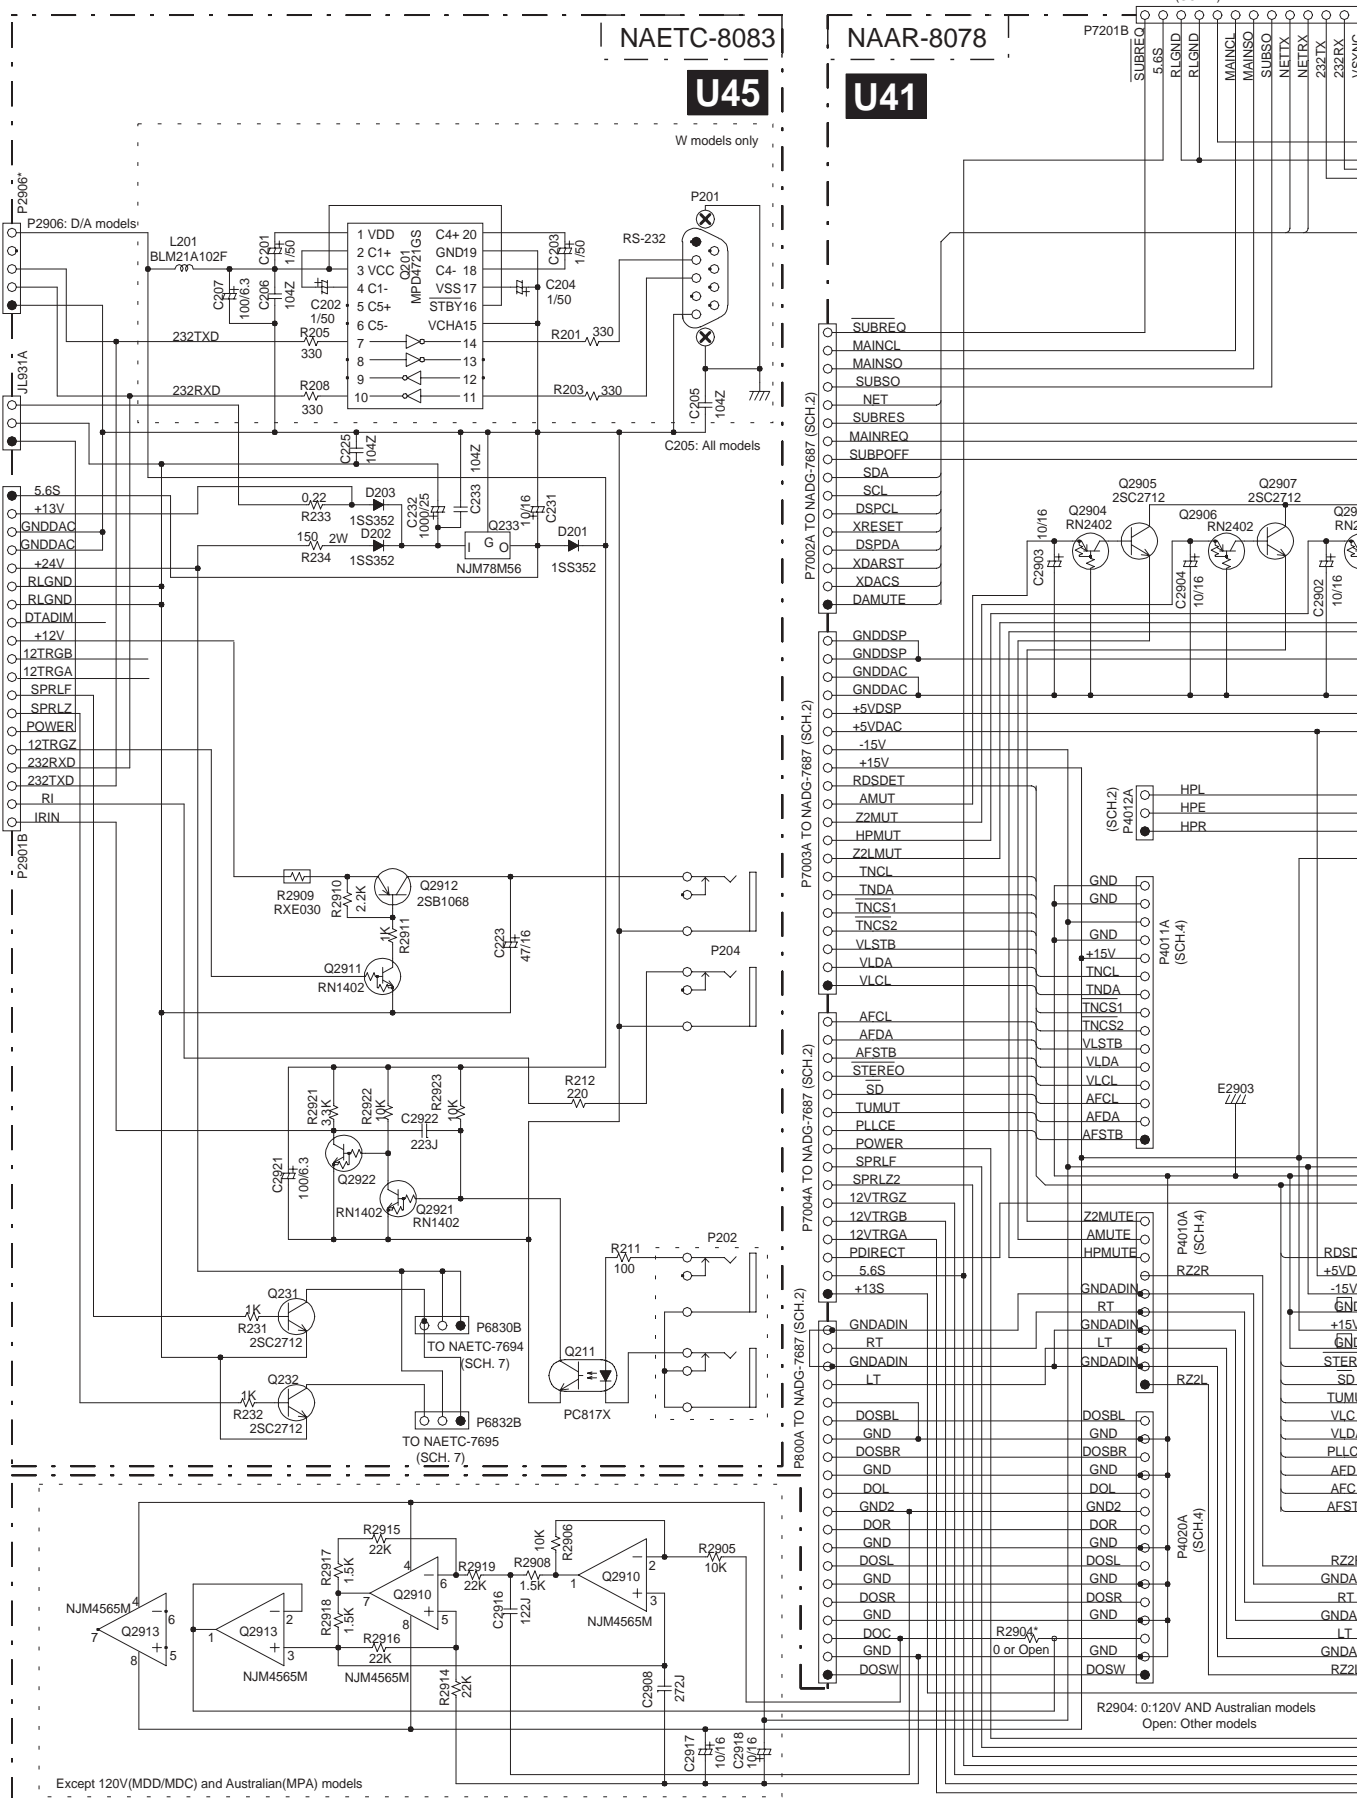 NAETC-8083
U45
W models only
P2906*
P2906: D/A models
L201
BLM21A102F
C207
100/6.3
C206
104Z
C201
1/50
C202
1/50
1 VDD
2 C1+
3 VCC
4 C1-
5 C5+
6 C5-
7
8
9
10
Q201
MPD4721GS
C4+ 20
GND19
C4- 18
VSS17
STBY16
VCHA15
14
13
12
11
C203
1/50
C204
1/50
P201
RS-232
232TXD
R205
330
R201
330
232RXD
R208
330
R203
330
C205
104Z
C205: All models
JL931A
C225
104Z
5.6S
+13V
GNDDAC
GNDDAC
+24V
RLGND
RLGND
DTADIM
+12V
12TRGB
12TRGA
SPRLF
SPRLZ
POWER
12TRGZ
232RXD
232TXD
RI
IRIN
P2901B
0.22
R233
D203
1SS352
150
2W
R234
D202
1SS352
C232
1000/25
C233
104Z
Q233
I G O
NJM78M56
C231
10/16
D201
1SS352
R2909
RXE030
R2910
2.2K
Q2912
2SB1068
1K
R2911
Q2911
RN1402
C223
47/16
P204
R212
220
R2921
3.3K
R2922
10K
R2923
10K
C2922
223J
C2921
100/6.3
Q2922
RN1402
Q2921
RN1402
R211
100
P202
Q231
1K
R231
2SC2712
P6830B
TO NAETC-7694
(SCH. 7)
Q211
PC817X
Q232
1K
R232
2SC2712
P6832B
TO NAETC-7695
(SCH. 7)
R2915
22K
R2917
1.5K
R2918
1.5K
R2916
22K
4
6
Q2910
7
5
8
NJM4565M
R2919
22K
R2908
1.5K
C2916
122J
10K
R2906
2
Q2910
1
3
NJM4565M
R2905
10K
NJM4565M
4
6
Q2913
7
5
8
2
Q2913
1
3
NJM4565M
R2914
22K
C2908
272J
C2917
10/16
C2918
10/16
Except 120V(MDD/MDC) and Australian(MPA) models
NAAR-8078
U41
P7201B
SUBREQ
5.6S
RLGND
RLGND
MAINCL
MAINSO
SUBSO
NETTX
NETRX
232TX
232RX
P7002A TO NADG-7687 (SCH.2)
SUBREQ
MAINCL
MAINSO
SUBSO
NET
SUBRES
MAINREQ
SUBPOFF
SDA
SCL
DSPCL
XRESET
DSPDA
XDARST
XDACS
DAMUTE
Q2904
RN2402
Q2905
2SC2712
Q2906
RN2402
Q2907
2SC2712
C2903
10/16
C2904
10/16
C2902
10/16
P7003A TO NADG-7687 (SCH.2)
GNDDSP
GNDDSP
GNDDAC
GNDDAC
+5VDSP
+5VDAC
-15V
+15V
RDSDET
AMUT
Z2MUT
HPMUT
Z2LMUT
TNCL
TNDA
TNCS1
TNCS2
VLSTB
VLDA
VLCL
(SCH.2)
P4012A
HPL
HPE
HPR
GND
GND
GND
+15V
TNCL
TNDA
TNCS1
TNCS2
VLSTB
VLDA
VLCL
AFCL
AFDA
AFSTB
P4011A
(SCH.4)
E2903
P7004A TO NADG-7687 (SCH.2)
AFCL
AFDA
AFSTB
STEREO
SD
TUMUT
PLLCE
POWER
SPRLF
SPRLZ2
12VTRGZ
12VTRGB
12VTRGA
PDIRECT
5.6S
+13S
Z2MUTE
AMUTE
HPMUTE
RZ2R
GNDADIN
RT
GNDADIN
LT
GNDADIN
RZ2L
P4010A
(SCH.4)
P800A TO NADG-7687 (SCH.2)
GNDADIN
RT
GNDADIN
LT
DOSBL
GND
DOSBR
GND
DOL
GND2
DOR
GND
DOSL
GND
DOSR
GND
DOC
GND
DOSW
R2904*
0 or Open
DOSBL
GND
DOSBR
GND
DOL
GND2
DOR
GND
DOSL
GND
DOSR
GND
GND
DOSW
P4020A
(SCH.4)
-15V
PLLC
RT
LT
R2904: 0:120V AND Australian models
Open: Other models